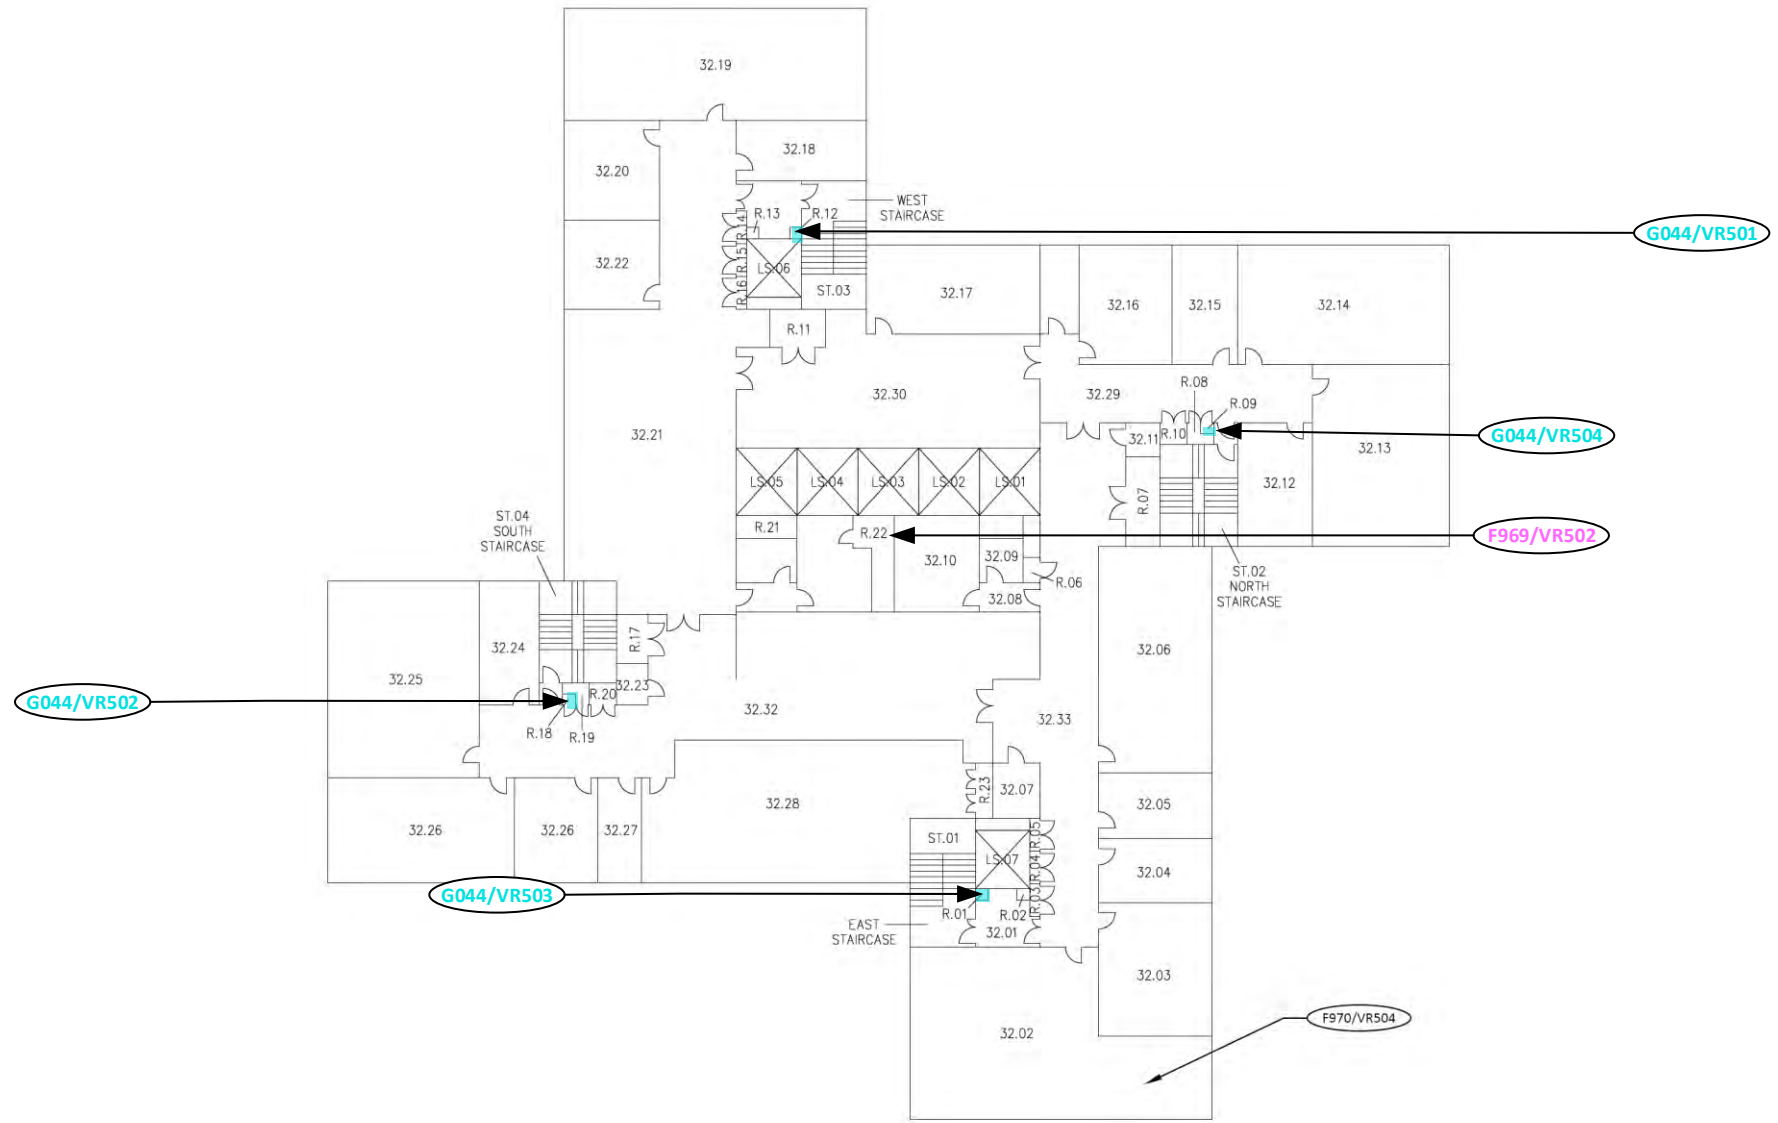 32.19
32.18
32.20
WEST
STAIRCASE
R.13
R.12
R.14
G044/VR501
R.15
32.22
LS.06
R.16
ST.03
32.17
32.16
32.15
32.14
R.11
32.30
32.29
R.08
R.09
32.21
R.10
32.11
G044/VR504
32.13
LS.05
LS.04
LS.03
LS.02
LS.01
32.12
R.07
ST.04
SOUTH
STAIRCASE
R.21
R.22
F969/VR502
32.10
32.09
R.06
32.08
ST.02
NORTH
STAIRCASE
32.24
R.17
32.06
32.25
32.23
R.20
G044/VR502
32.32
32.33
R.18
R.19
R.23
32.07
32.28
32.05
32.26
32.26
32.27
ST.01
R.05
LS.07
R.04
32.04
G044/VR503
R.03
R.01
R.02
EAST
STAIRCASE
32.01
32.03
F970/VR504
32.02